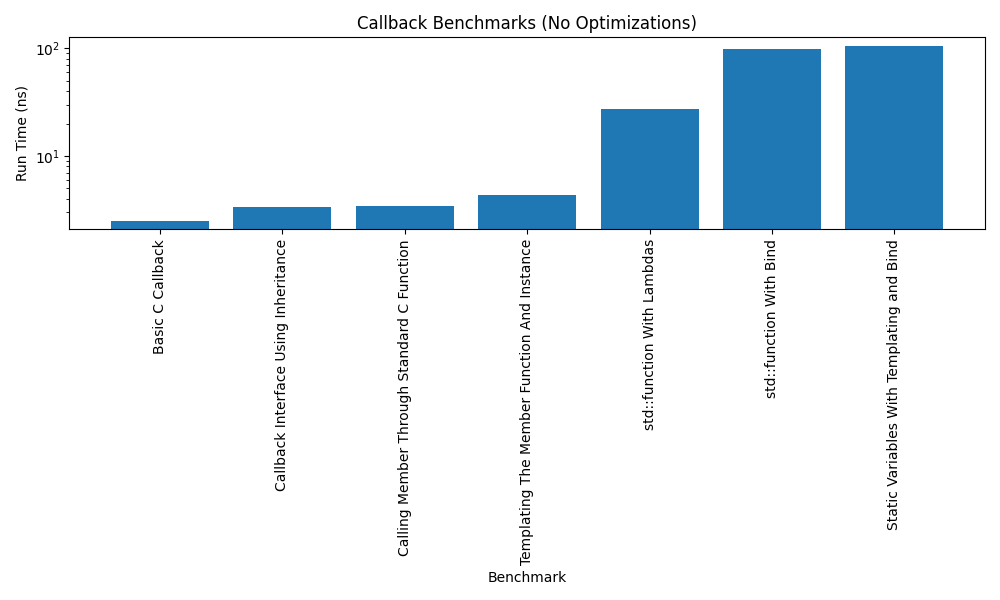 Callback Benchmarks (No Optimizations)
Run Time (ns)
10²
10¹
Basic C Callback
Callback Interface Using Inheritance
Calling Member Through Standard C Function
Templating The Member Function And Instance
std::function With Lambdas
std::function With Bind
Static Variables With Templating and Bind
Benchmark